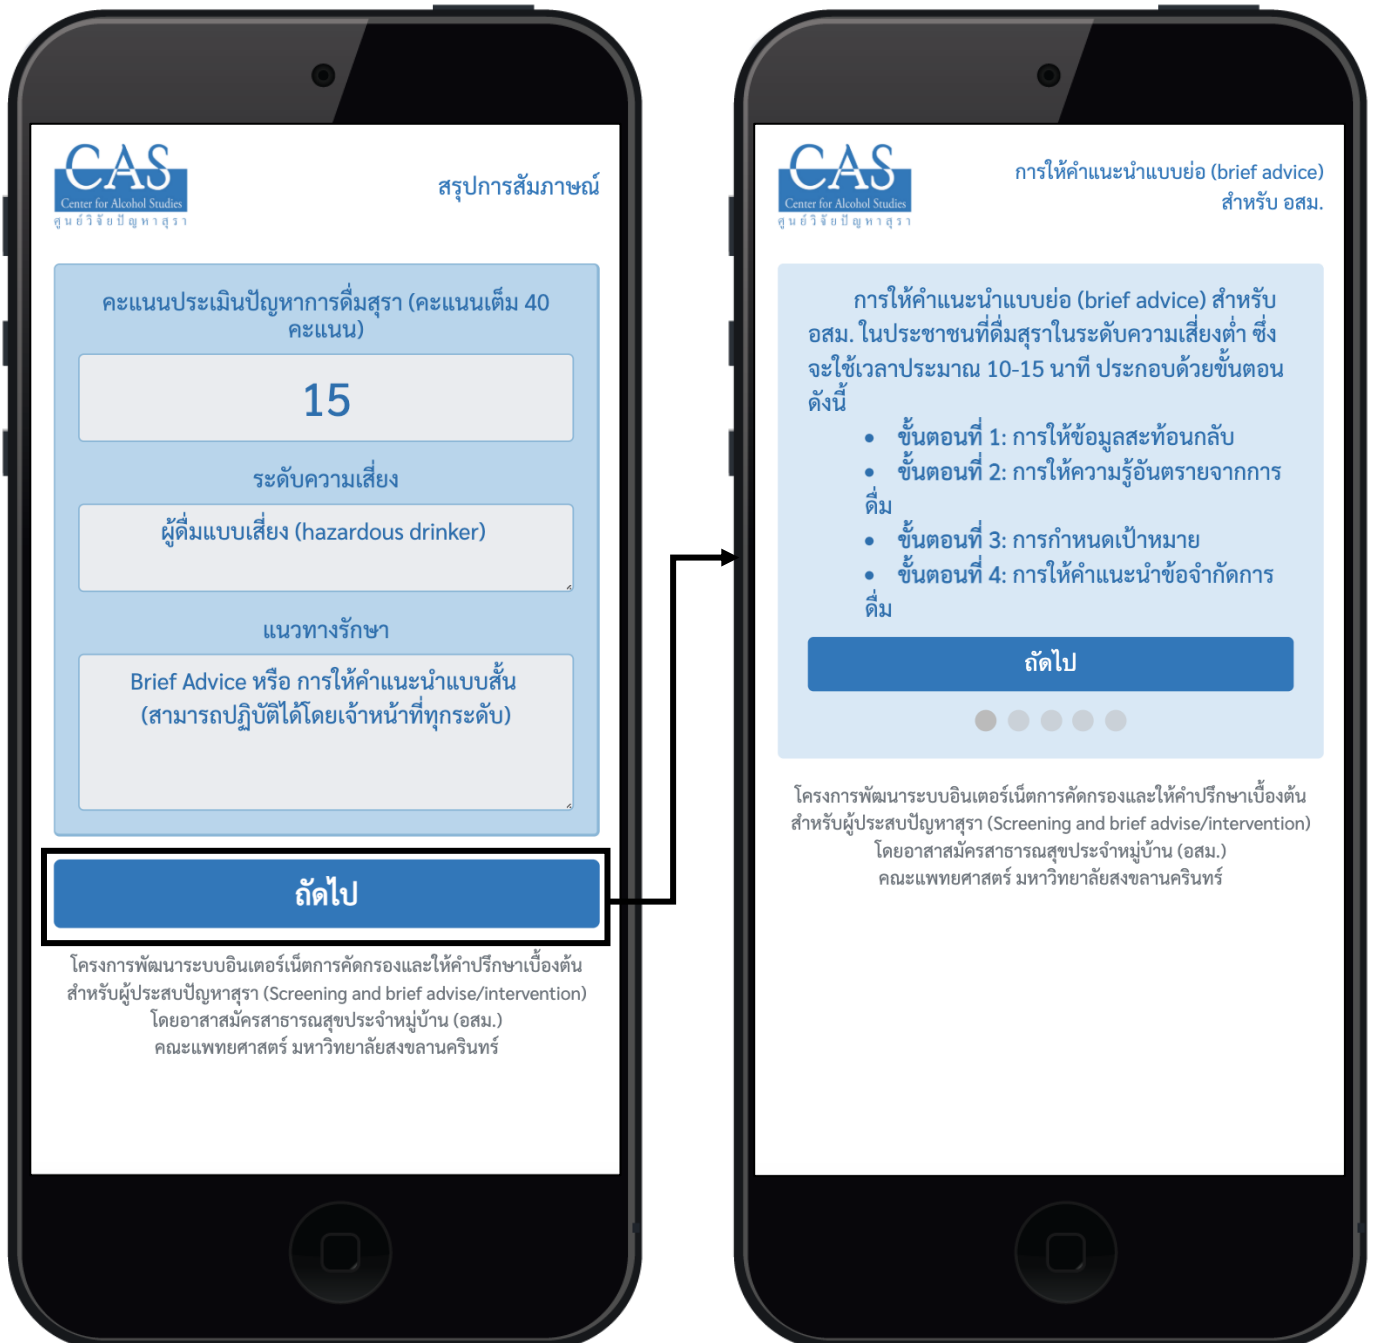 CAS
Center for Alcohol Studies
ศูนย์วิจัยปัญหาสุรา
สรุปการสัมภาษณ์
คะแนนประเมินปัญหาการดื่มสุรา (คะแนนเต็ม 40
คะแนน)
15
ระดับความเสี่ยง
ผู้ดื่มแบบเสี่ยง (hazardous drinker)
แนวทางรักษา
Brief Advice หรือ การให้คำแนะนำแบบสั้น
(สามารถปฏิบัติได้โดยเจ้าหน้าที่ทุกระดับ)
ถัดไป
โครงการพัฒนาระบบอินเตอร์เน็ตการคัดกรองและให้คำปรึกษาเบื้องต้น
สำหรับผู้ประสบปัญหาสุรา (Screening and brief advise/intervention)
โดยอาสาสมัครสาธารณสุขประจำหมู่บ้าน (อสม.)
คณะแพทยศาสตร์ มหาวิทยาลัยสงขลานครินทร์
CAS
Center for Alcohol Studies
ศูนย์วิจัยปัญหาสุรา
การให้คำแนะนำแบบย่อ (brief advice)
สำหรับ อสม.
การให้คำแนะนำแบบย่อ (brief advice) สำหรับ
อสม. ในประชาชนที่ดื่มสุราในระดับความเสี่ยงต่ำ ซึ่ง
จะใช้เวลาประมาณ 10-15 นาที ประกอบด้วยขั้นตอน
ดังนี้
• ขั้นตอนที่ 1: การให้ข้อมูลสะท้อนกลับ
• ขั้นตอนที่ 2: การให้ความรู้อันตรายจากการ
ดื่ม
• ขั้นตอนที่ 3: การกำหนดเป้าหมาย
• ขั้นตอนที่ 4: การให้คำแนะนำข้อจำกัดการ
ดื่ม
ถัดไป
โครงการพัฒนาระบบอินเตอร์เน็ตการคัดกรองและให้คำปรึกษาเบื้องต้น
สำหรับผู้ประสบปัญหาสุรา (Screening and brief advise/intervention)
โดยอาสาสมัครสาธารณสุขประจำหมู่บ้าน (อสม.)
คณะแพทยศาสตร์ มหาวิทยาลัยสงขลานครินทร์